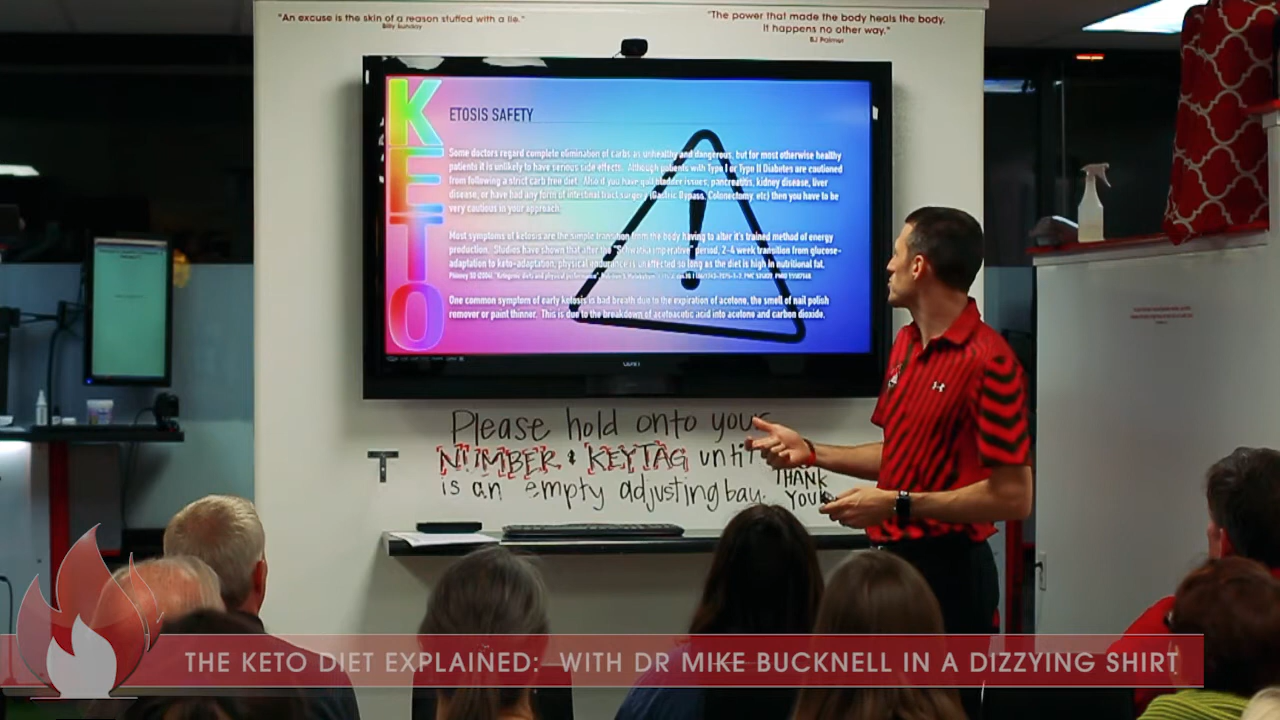 "An excuse is the skin of a reason stuffed with a lie."
Billy Sunday
"The power that made the body heals the body.
It happens no other way."
BJ Palmer
KETO
ETOSIS SAFETY
Some doctors regard complete elimination of carbs as unhealthy and dangerous, but for most otherwise healthy
patients it is unlikely to have serious side effects. Although patients with Type I or Type II Diabetes are cautioned
from following a strict carb free diet. Also if you have gall bladder issues, pancreatitis, kidney disease, liver
disease, or have had any form of intestinal tract surgery (Gastric Bypass, Colonectomy, etc) then you have to be
very cautious in your approach.
Most symptoms of ketosis are the simple transition from the body having to alter it's trained method of energy
production. Studies have shown that after the "Schwatka imperative" period, 2-4 week transition from glucose-
adaptation to keto-adaptation, physical endurance is unaffected so long as the diet is high in nutritional fat.
Phinney SD (2004) "Ketogenic diets and physical performance"
One common symptom of early ketosis is bad breath due to the expiration of acetone, the smell of nail polish
remover or paint thinner. This is due to the breakdown of acetoacetic acid into acetone and carbon dioxide.
Please hold onto your
NUMBER & KEYTAG until
is an empty adjusting bay.
THANK
YOU
THE KETO DIET EXPLAINED: WITH DR MIKE BUCKNELL IN A DIZZYING SHIRT